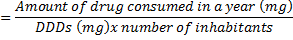 = Amount of drug consumed in a year (mg)
DDDs (mg)x number of inhabitants